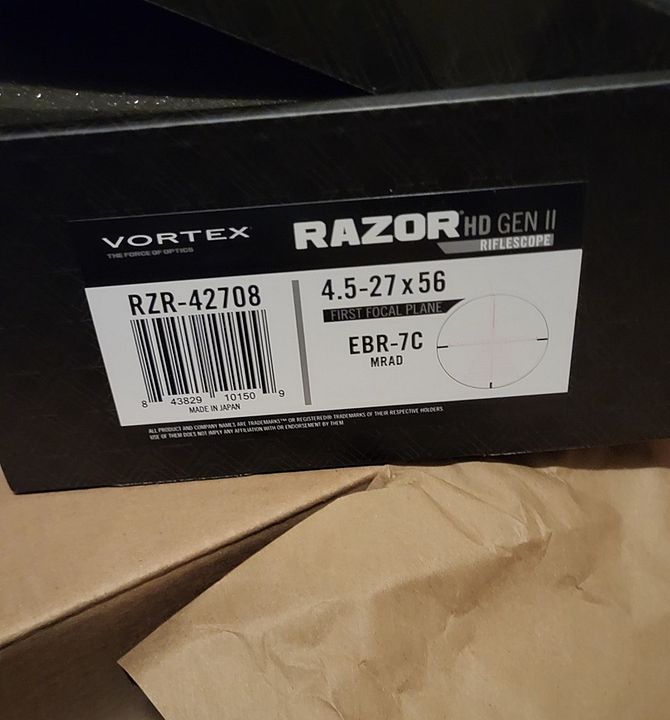 VORTEX
THE FORCE OF OPTICS
RAZOR® HD GEN II
RIFLESCOPE
RZR-42708
8 43829 10150 9
MADE IN JAPAN
4.5-27x56
FIRST FOCAL PLANE
EBR-7C
MRAD
ALL PRODUCT AND COMPANY NAMES ARE TRADEMARKS™ OR REGISTERED® TRADEMARKS OF THEIR RESPECTIVE HOLDERS.
USE OF THEM DOES NOT IMPLY ANY AFFILIATION WITH OR ENDORSEMENT BY THEM